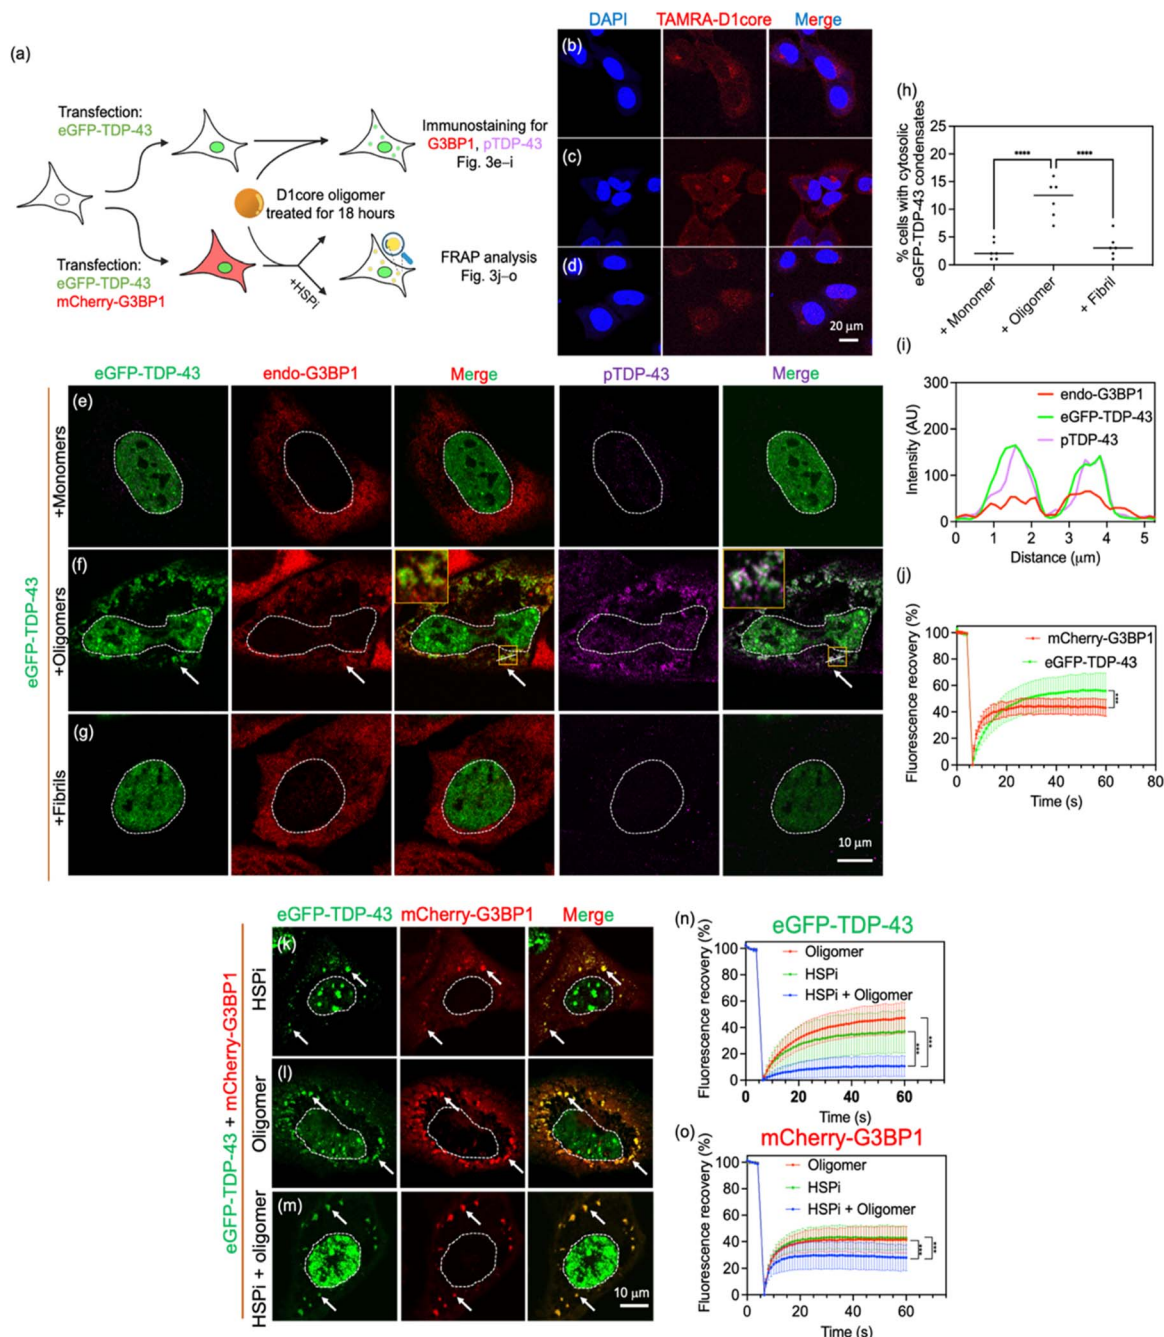 (a)
Transfection:
eGFP-TDP-43
Immunostaining for
G3BP1, pTDP-43
Fig. 3e–i
D1core oligomer
treated for 18 hours
Transfection:
eGFP-TDP-43
mCherry-G3BP1
+HSPi
FRAP analysis
Fig. 3j–o
DAPI
TAMRA-D1core
Merge
(b)
(c)
(d)
20 μm
(h)
% cells with cytosolic
eGFP-TDP-43 condensates
25
20
15
10
5
0
****
****
+ Monomer
+ Oligomer
+ Fibril
eGFP-TDP-43
endo-G3BP1
Merge
pTDP-43
Merge
eGFP-TDP-43
+Monomers
(e)
+Oligomers
(f)
+Fibrils
(g)
10 μm
(i)
Intensity (AU)
300
200
100
0
endo-G3BP1
eGFP-TDP-43
pTDP-43
0 1 2 3 4 5
Distance (μm)
(j)
Fluorescence recovery (%)
100
80
60
40
20
0
mCherry-G3BP1
eGFP-TDP-43
***
0 20 40 60 80
Time (s)
eGFP-TDP-43
mCherry-G3BP1
Merge
eGFP-TDP-43 + mCherry-G3BP1
HSPi
(k)
Oligomer
(l)
HSPi + oligomer
(m)
10 μm
(n)
eGFP-TDP-43
Fluorescence recovery (%)
100
80
60
40
20
0
Oligomer
HSPi
HSPi + Oligomer
***
***
0 20 40 60
Time (s)
(o)
mCherry-G3BP1
Fluorescence recovery (%)
100
80
60
40
20
0
Oligomer
HSPi
HSPi + Oligomer
***
***
0 20 40 60
Time (s)